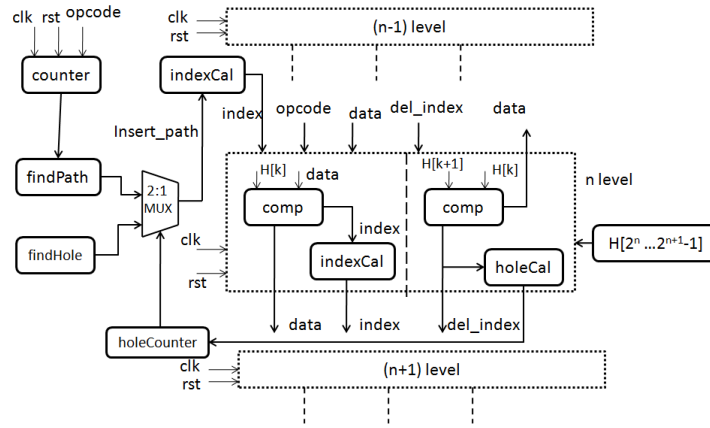 clk rst opcode
clk
rst
(n-1) level
counter
indexCal
index
opcode
data
del_index
data
Insert_path
findPath
2:1
MUX
H[k]
data
H[k+1]
H[k]
n level
comp
comp
index
clk
findHole
indexCal
holeCal
H[2ⁿ …2ⁿ⁺¹-1]
rst
data
index
del_index
holeCounter
clk
rst
(n+1) level